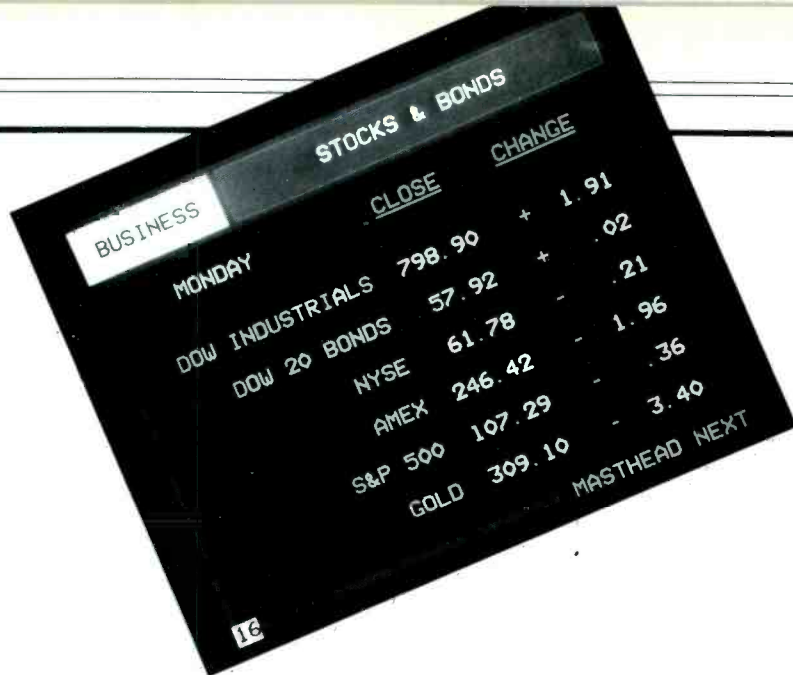 BUSINESS STOCKS & BONDS
MONDAY CLOSE CHANGE
DOW INDUSTRIALS 798.90 + 1.91
DOW 20 BONDS 57.92 + .02
NYSE 61.78 - .21
AMEX 246.42 - 1.96
S&P 500 107.29 - .36
GOLD 309.10 - 3.40
MASTHEAD NEXT
16